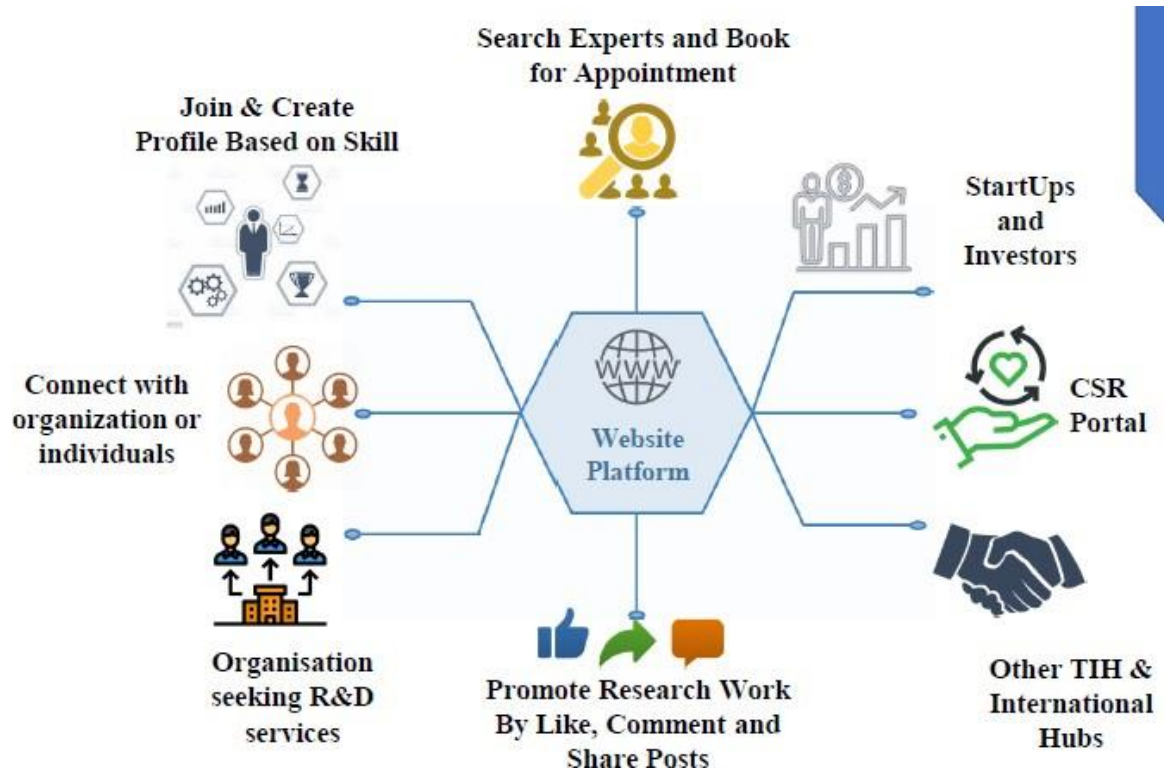 Search Experts and Book
for Appointment
Join & Create
Profile Based on Skill
StartUps
and
Investors
Connect with
organization or
individuals
WWW
Website
Platform
CSR
Portal
Organisation
seeking R&D
services
Promote Research Work
By Like, Comment and
Share Posts
Other TIH &
International
Hubs